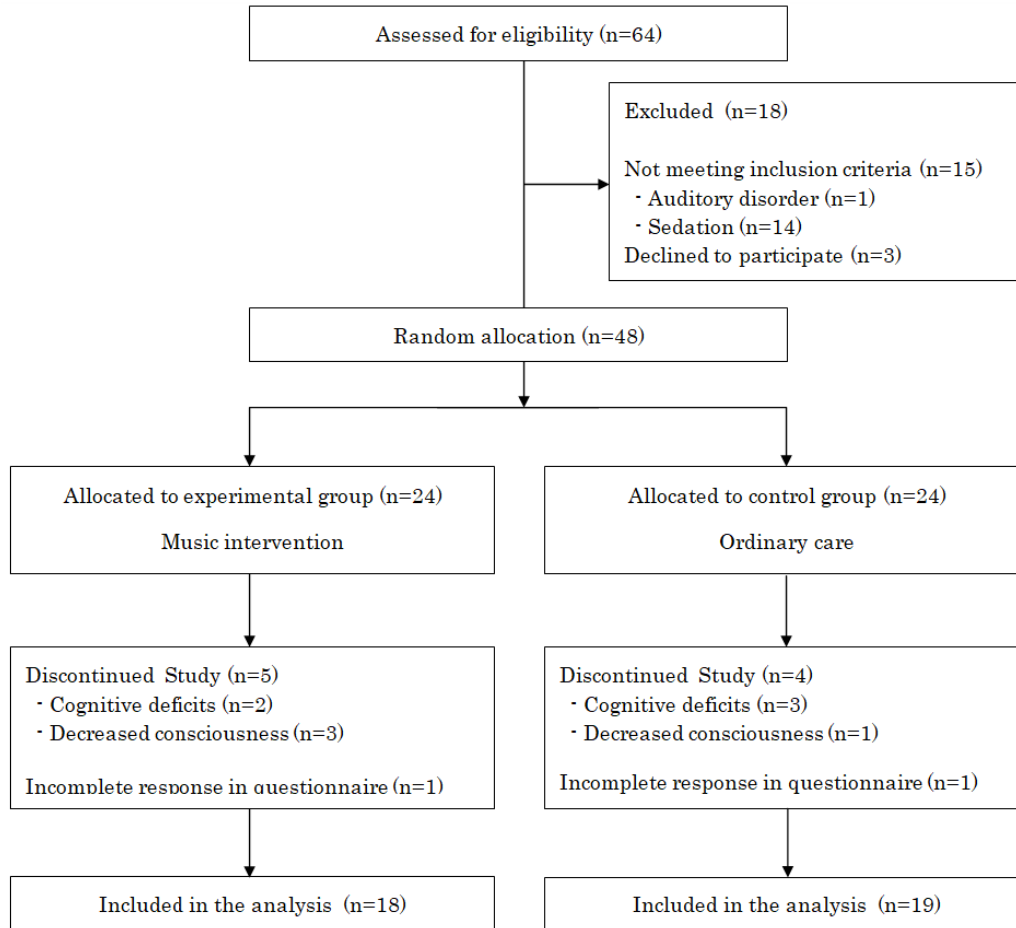 Assessed for eligibility (n=64)
Excluded (n=18)
Not meeting inclusion criteria (n=15)
- Auditory disorder (n=1)
- Sedation (n=14)
Declined to participate (n=3)
Random allocation (n=48)
Allocated to experimental group (n=24)
Music intervention
Allocated to control group (n=24)
Ordinary care
Discontinued Study (n=5)
- Cognitive deficits (n=2)
- Decreased consciousness (n=3)
Incomplete response in questionnaire (n=1)
Discontinued Study (n=4)
- Cognitive deficits (n=3)
- Decreased consciousness (n=1)
Incomplete response in questionnaire (n=1)
Included in the analysis (n=18)
Included in the analysis (n=19)